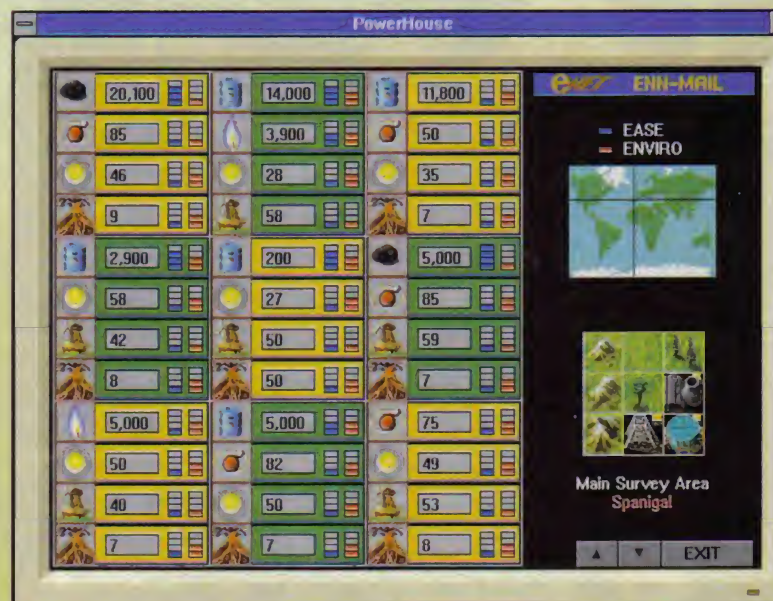 PowerHouse
20,100 14,000 11,800
85 3,900 50
46 28 35
9 58 7
2,900 200 5,000
58 27 85
42 50 59
8 50 7
5,000 5,000 75
50 82 49
40 50 53
7 7 8
ENN-MAIL
EASE
ENVIRO
Main Survey Area
Spanigal
EXIT